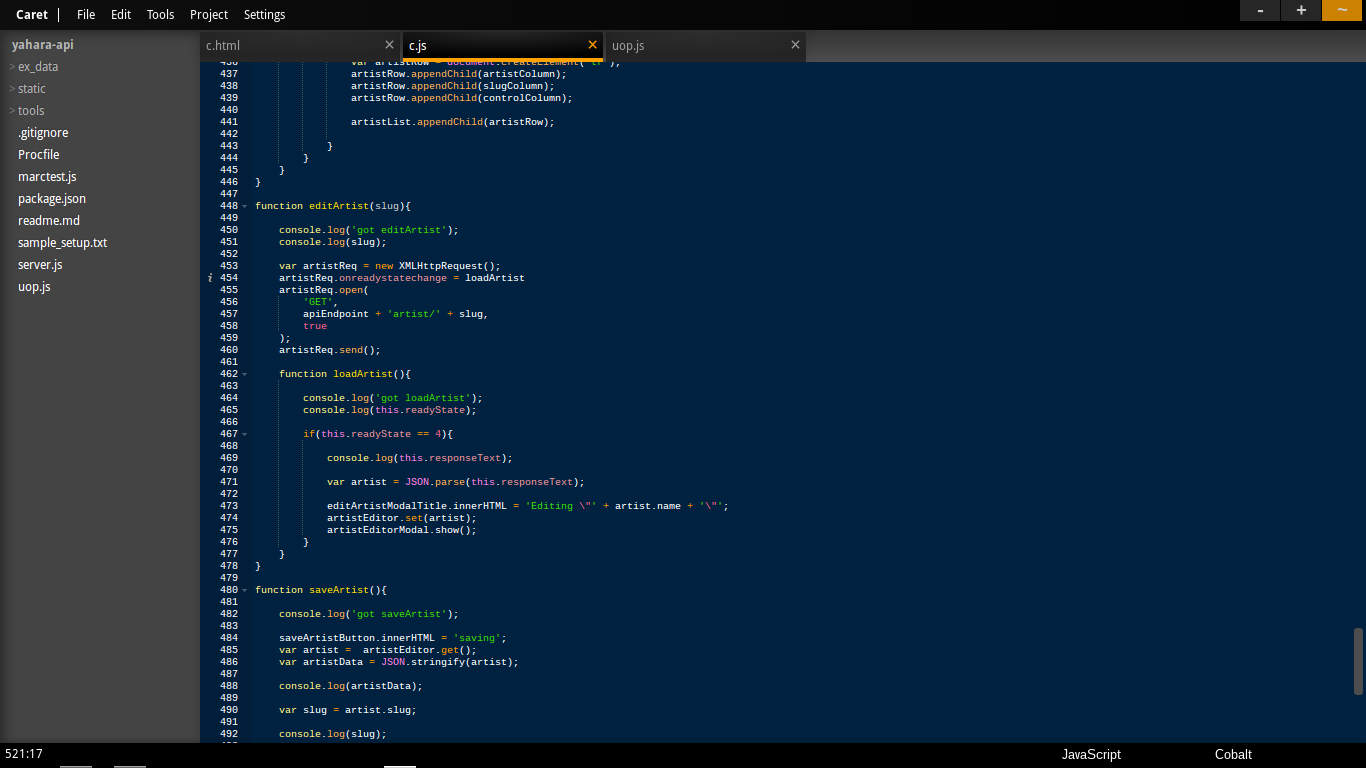 Caret | File Edit Tools Project Settings - + ~
yahara-api
> ex_data
> static
> tools
.gitignore
Procfile
marctest.js
package.json
readme.md
sample_setup.txt
server.js
uop.js
c.html × c.js × uop.js ×
436 var artistRow = document.createElement('tr');
437 artistRow.appendChild(artistColumn);
438 artistRow.appendChild(slugColumn);
439 artistRow.appendChild(controlColumn);
440
441 artistList.appendChild(artistRow);
442
443 }
444 }
445 }
446 }
447
448 function editArtist(slug){
449
450 console.log('got editArtist');
451 console.log(slug);
452
453 var artistReq = new XMLHttpRequest();
i 454 artistReq.onreadystatechange = loadArtist
455 artistReq.open(
456 'GET',
457 apiEndpoint + 'artist/' + slug,
458 true
459 );
460 artistReq.send();
461
462 function loadArtist(){
463
464 console.log('got loadArtist');
465 console.log(this.readyState);
466
467 if(this.readyState == 4){
468
469 console.log(this.responseText);
470
471 var artist = JSON.parse(this.responseText);
472
473 editArtistModalTitle.innerHTML = 'Editing \"' + artist.name + '\"';
474 artistEditor.set(artist);
475 artistEditorModal.show();
476 }
477 }
478 }
479
480 function saveArtist(){
481
482 console.log('got saveArtist');
483
484 saveArtistButton.innerHTML = 'saving';
485 var artist =  artistEditor.get();
486 var artistData = JSON.stringify(artist);
487
488 console.log(artistData);
489
490 var slug = artist.slug;
491
492 console.log(slug);
521:17 JavaScript Cobalt